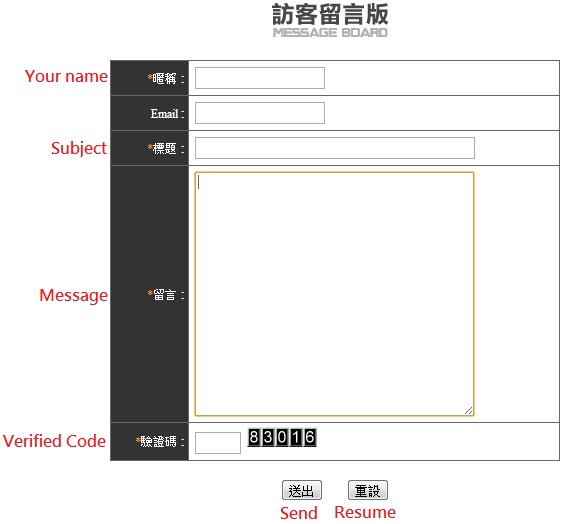 訪客留言版
MESSAGE BOARD
Your name *暱稱：
Email：
Subject *標題：
Message *留言：
Verified Code *驗證碼： 83016
送出 重設
Send Resume